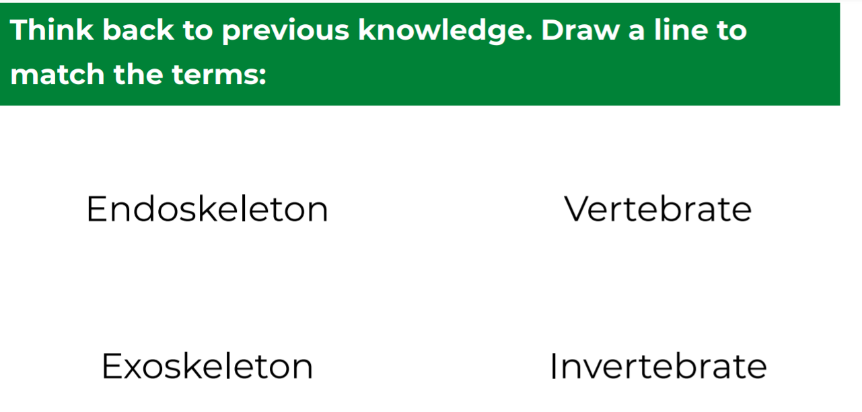 Think back to previous knowledge. Draw a line to
match the terms:
Endoskeleton Vertebrate
Exoskeleton Invertebrate